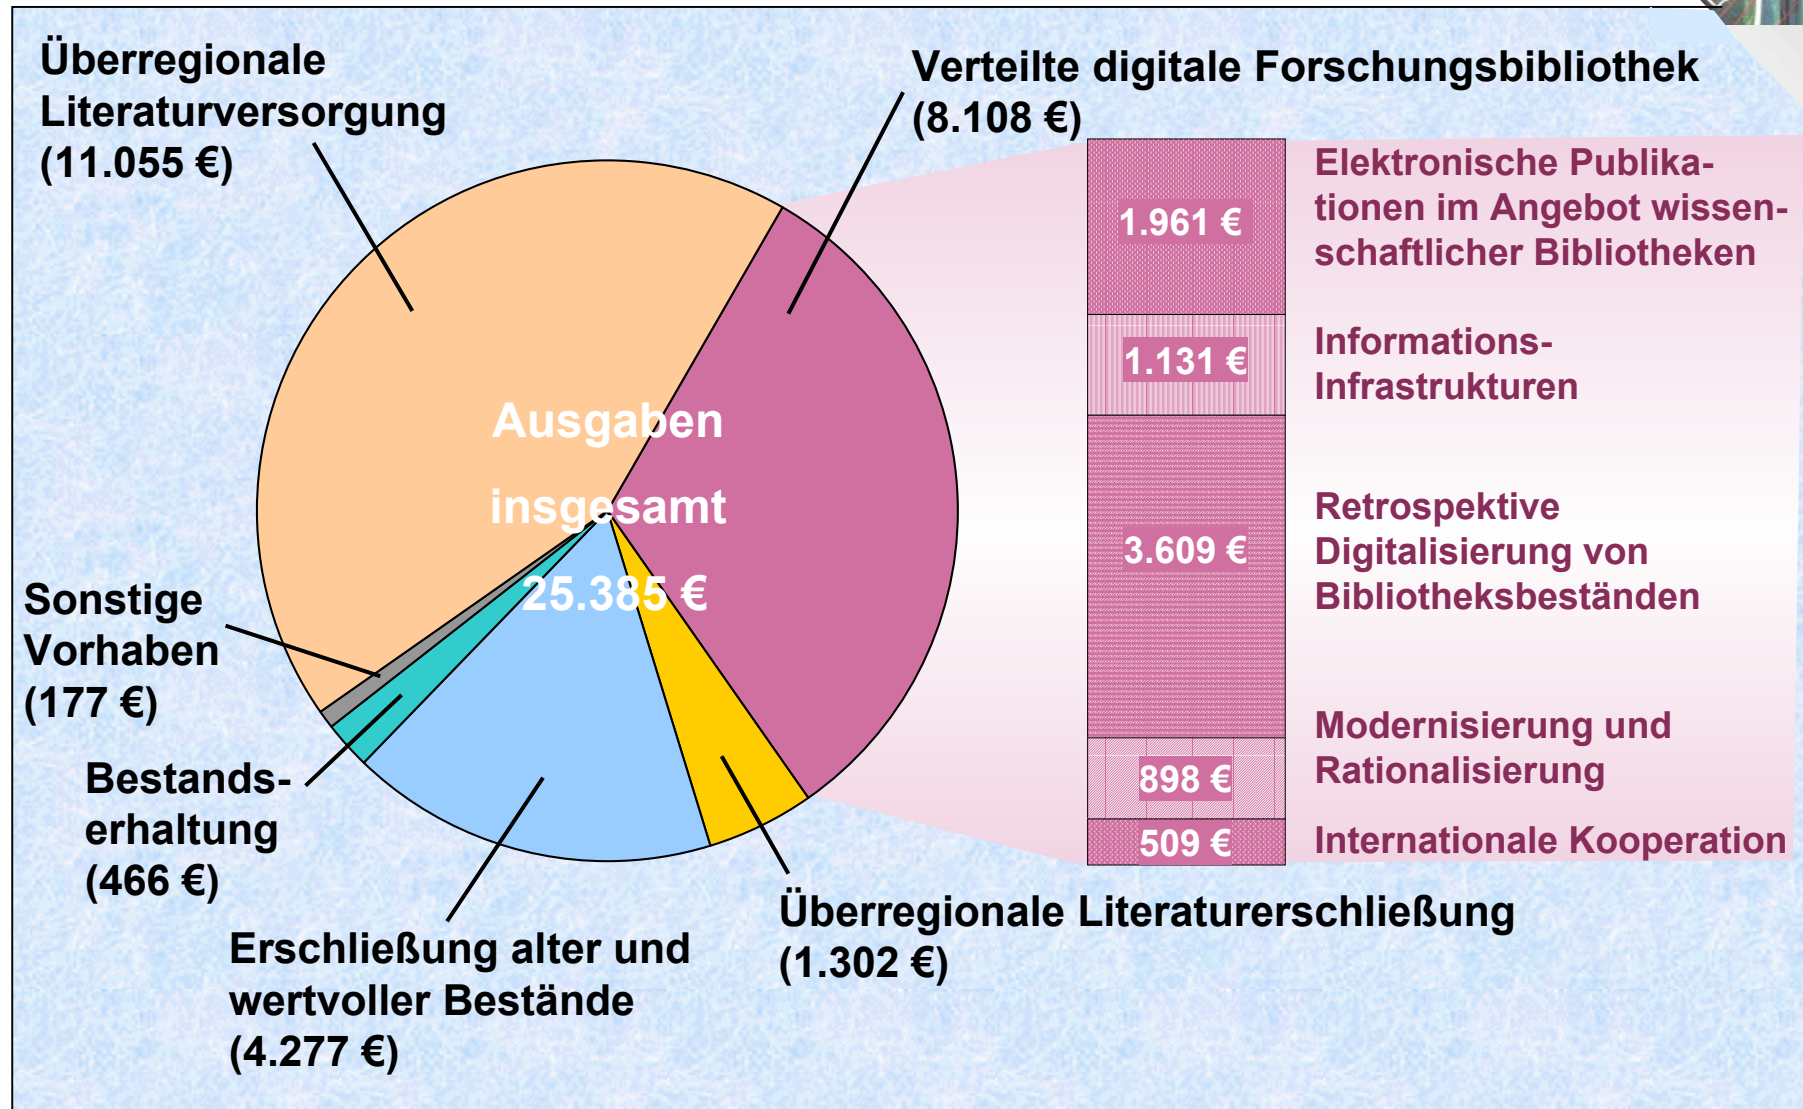 Überregionale
Literaturversorgung
(11.055 €)
Verteilte digitale Forschungsbibliothek
(8.108 €)
Ausgaben
insgesamt
25.385 €
Sonstige
Vorhaben
(177 €)
Bestands-
erhaltung
(466 €)
Erschließung alter und
wertvoller Bestände
(4.277 €)
Überregionale Literaturerschließung
(1.302 €)
1.961 €
Elektronische Publika-
tionen im Angebot wissen-
schaftlicher Bibliotheken
1.131 €
Informations-
Infrastrukturen
3.609 €
Retrospektive
Digitalisierung von
Bibliotheksbeständen
898 €
Modernisierung und
Rationalisierung
509 €
Internationale Kooperation